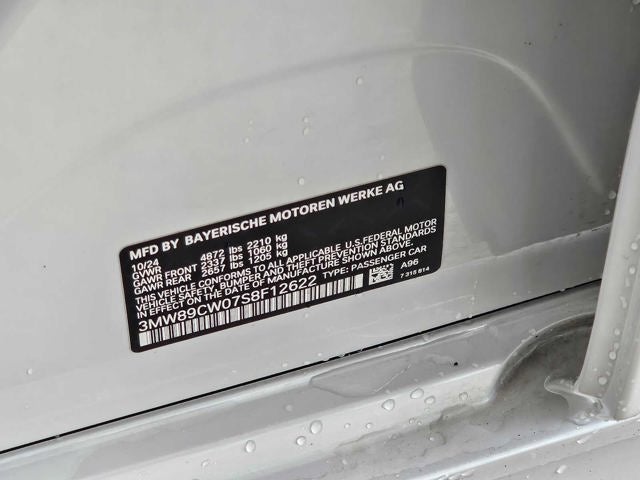 MFD BY BAYERISCHE MOTOREN WERKE AG
10/24
GVWR 4872 lbs 2210 kg
GAWR FRONT 2337 lbs 1060 kg
GAWR REAR 2657 lbs 1205 kg
THIS VEHICLE CONFORMS TO ALL APPLICABLE U.S.FEDERAL MOTOR
VEHICLE SAFETY, BUMPER AND THEFT PREVENTION STANDARDS
IN EFFECT ON THE DATE OF MANUFACTURE SHOWN ABOVE.
3MW89CW07S8F12622 TYPE: PASSENGER CAR
A96
7 315 814